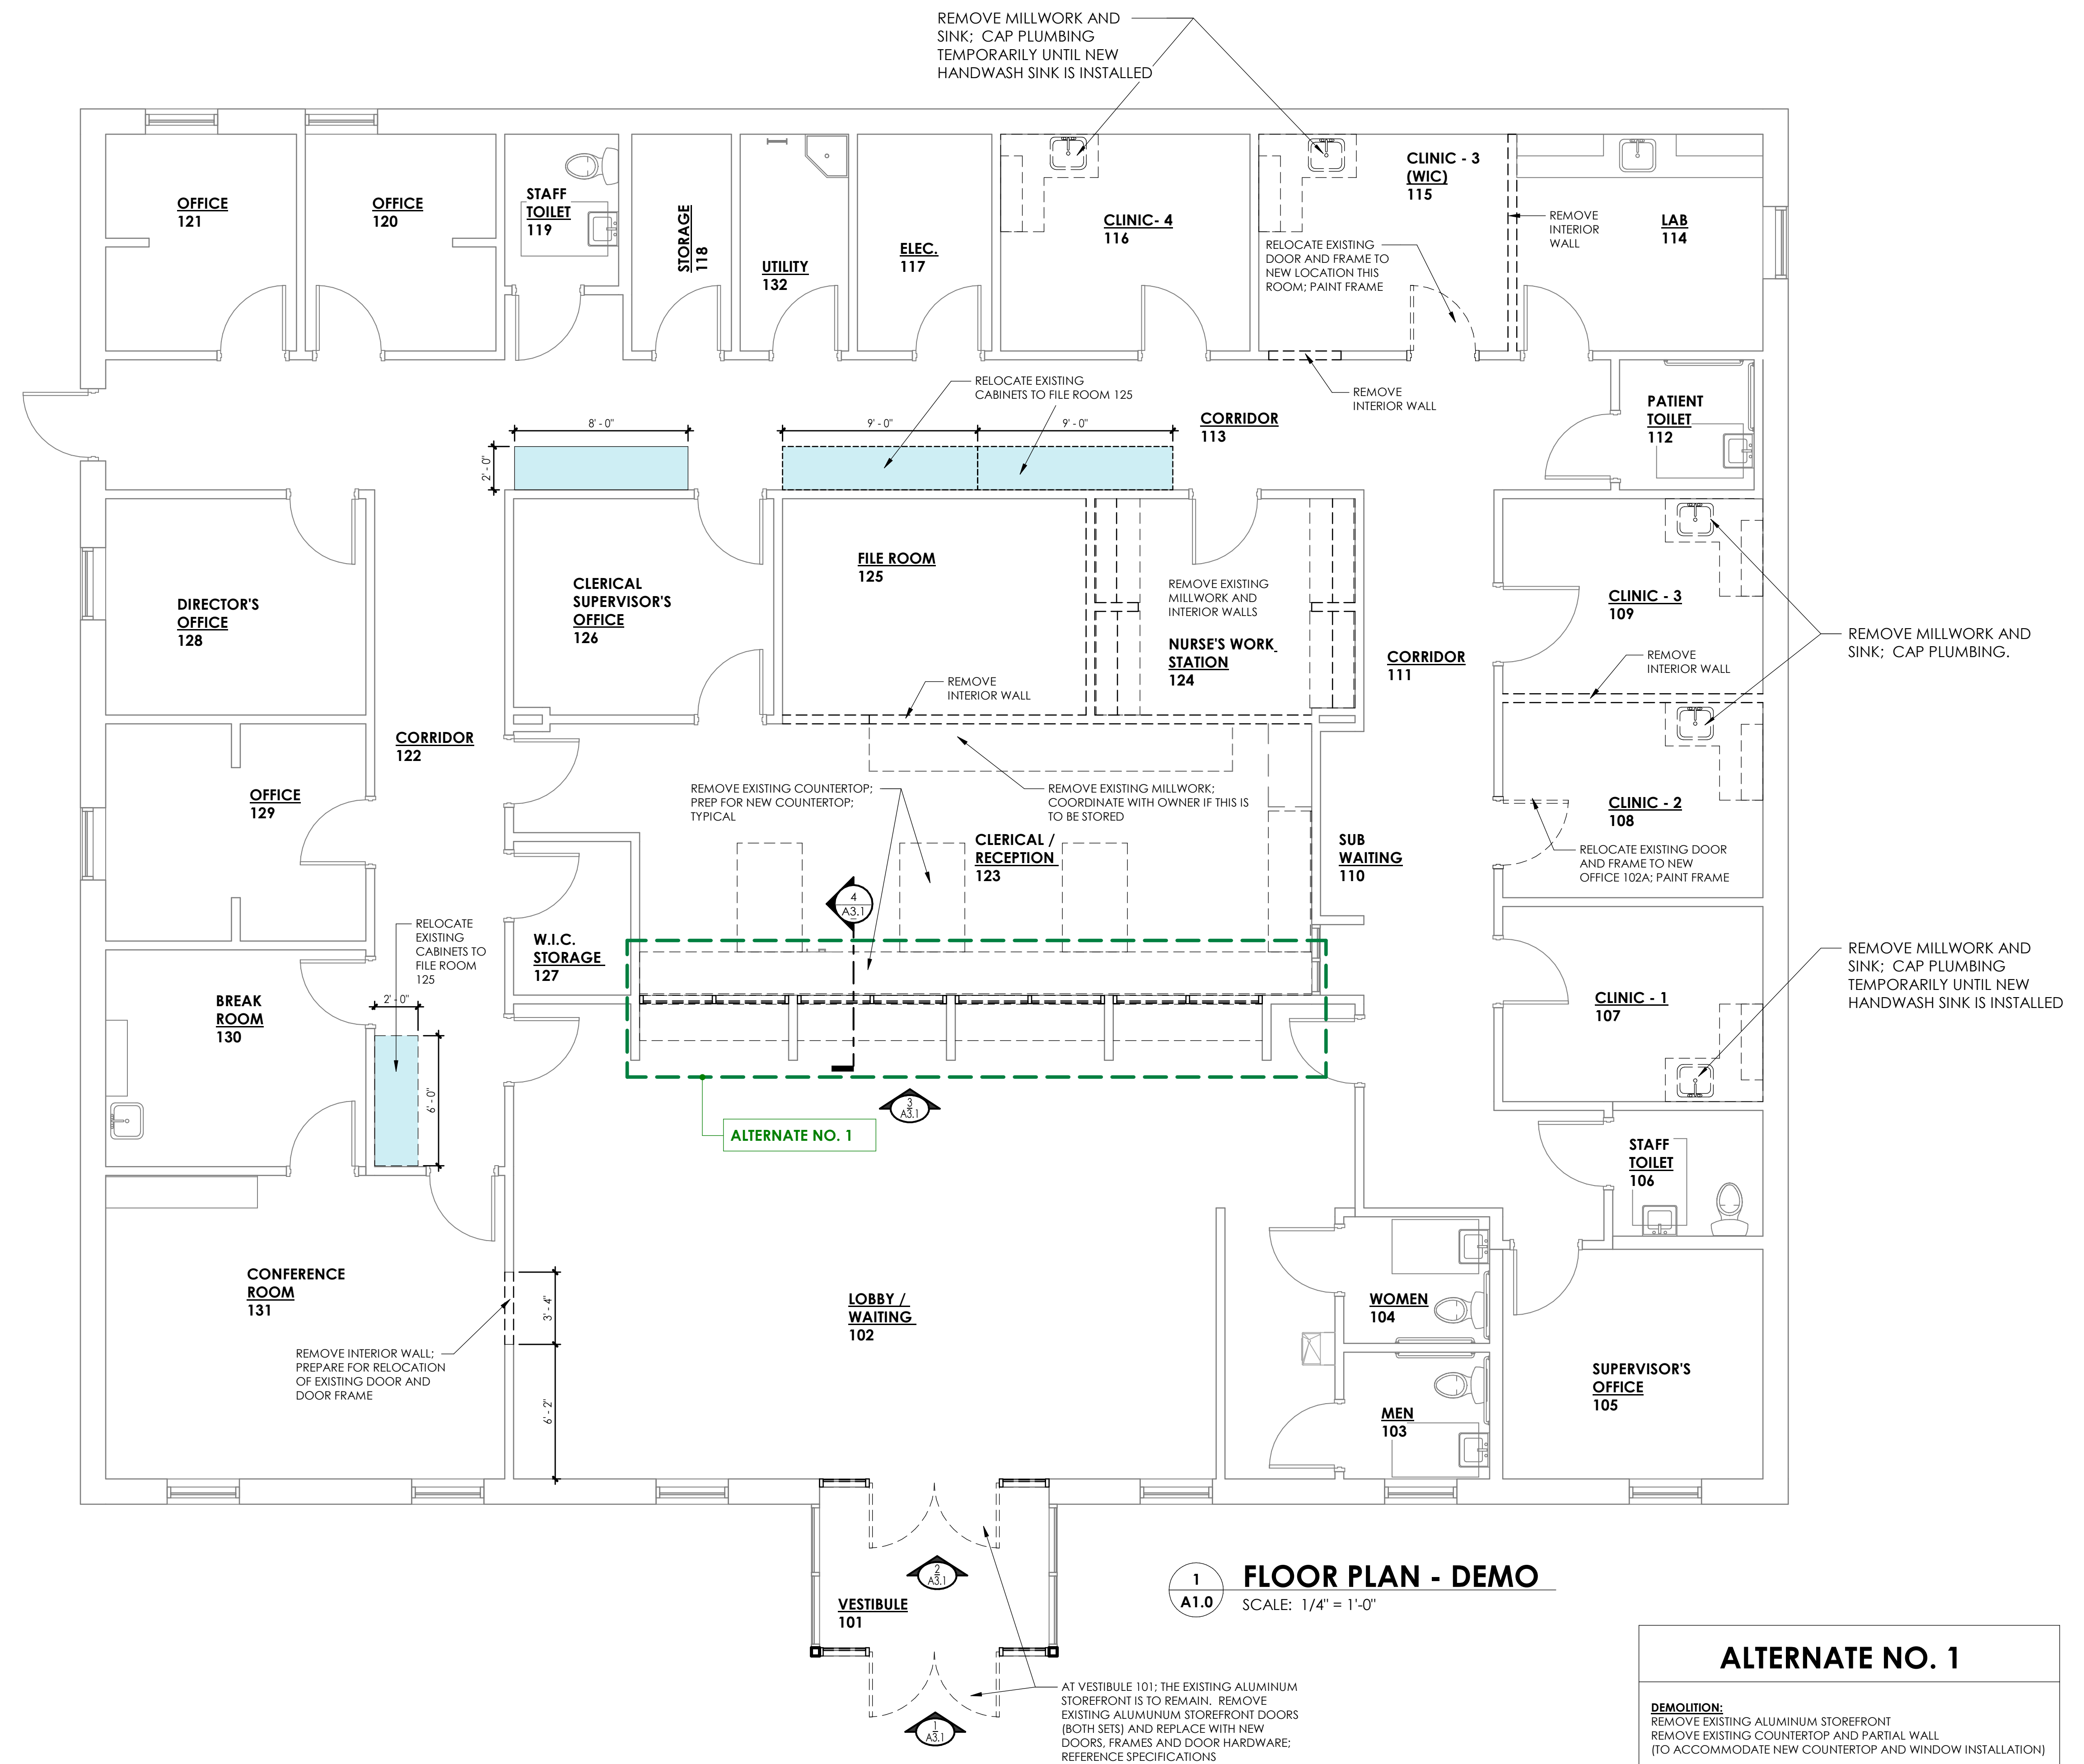 REMOVE MILLWORK AND
SINK;  CAP PLUMBING
TEMPORARILY UNTIL NEW
HANDWASH SINK IS INSTALLED
OFFICE
121
OFFICE
120
STAFF
TOILET
119
STORAGE
118
UTILITY
132
ELEC.
117
CLINIC- 4
116
CLINIC - 3
(WIC)
115
REMOVE
INTERIOR
WALL
LAB
114
RELOCATE EXISTING
DOOR AND FRAME TO
NEW LOCATION THIS
ROOM; PAINT FRAME
RELOCATE EXISTING
CABINETS TO FILE ROOM 125
REMOVE
INTERIOR WALL
CORRIDOR
113
PATIENT
TOILET
112
8' - 0"
9' - 0"
9' - 0"
2' - 0"
DIRECTOR'S
OFFICE
128
CLERICAL
SUPERVISOR'S
OFFICE
126
FILE ROOM
125
REMOVE EXISTING
MILLWORK AND
INTERIOR WALLS
NURSE'S WORK
STATION
124
CORRIDOR
111
CLINIC - 3
109
REMOVE MILLWORK AND
SINK;  CAP PLUMBING.
REMOVE
INTERIOR WALL
REMOVE
INTERIOR WALL
CORRIDOR
122
OFFICE
129
REMOVE EXISTING COUNTERTOP;
PREP FOR NEW COUNTERTOP;
TYPICAL
REMOVE EXISTING MILLWORK;
COORDINATE WITH OWNER IF THIS IS
TO BE STORED
CLERICAL /
RECEPTION
123
SUB
WAITING
110
CLINIC - 2
108
RELOCATE EXISTING DOOR
AND FRAME TO NEW
OFFICE 102A; PAINT FRAME
4
A3.1
RELOCATE
EXISTING
CABINETS TO
FILE ROOM
125
W.I.C.
STORAGE
127
REMOVE MILLWORK AND
SINK;  CAP PLUMBING
TEMPORARILY UNTIL NEW
HANDWASH SINK IS INSTALLED
BREAK
ROOM
130
2' - 0"
6' - 0"
CLINIC - 1
107
3
A3.1
ALTERNATE NO. 1
STAFF
TOILET
106
CONFERENCE
ROOM
131
3' - 4"
REMOVE INTERIOR WALL;
PREPARE FOR RELOCATION
OF EXISTING DOOR AND
DOOR FRAME
6' - 2"
LOBBY /
WAITING
102
WOMEN
104
MEN
103
SUPERVISOR'S
OFFICE
105
2
A3.1
VESTIBULE
101
1
A3.1
1
A1.0
FLOOR PLAN - DEMO
SCALE:  1/4" = 1'-0"
AT VESTIBULE 101; THE EXISTING ALUMINUM
STOREFRONT IS TO REMAIN.  REMOVE
EXISTING ALUMUNUM STOREFRONT DOORS
(BOTH SETS) AND REPLACE WITH NEW
DOORS, FRAMES AND DOOR HARDWARE;
REFERENCE SPECIFICATIONS
ALTERNATE NO. 1
DEMOLITION:
REMOVE EXISTING ALUMINUM STOREFRONT
REMOVE EXISTING COUNTERTOP AND PARTIAL WALL
(TO ACCOMMODATE NEW COUNTERTOP AND WINDOW INSTALLATION)